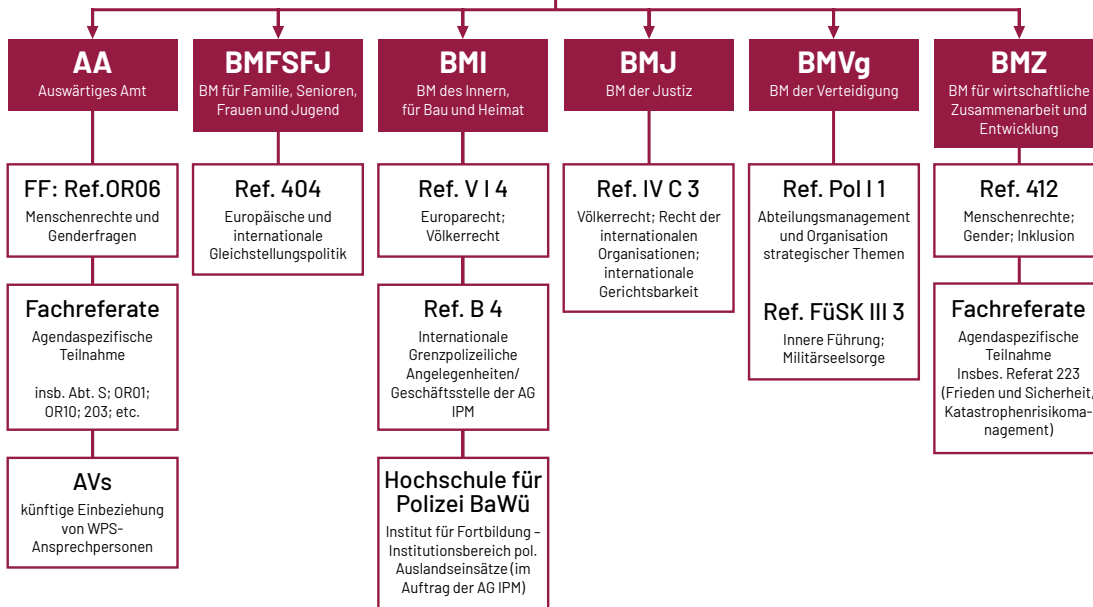 AA
Auswärtiges Amt
FF: Ref.OR06
Menschenrechte und
Genderfragen
Fachreferate
Agendaspezifische
Teilnahme
insb. Abt. S; OR01;
OR10; 203; etc.
AVs
künftige Einbeziehung
von WPS-
Ansprechpersonen
BMFSFJ
BM für Familie, Senioren,
Frauen und Jugend
Ref. 404
Europäische und
internationale
Gleichstellungspolitik
BMI
BM des Innern,
für Bau und Heimat
Ref. V I 4
Europarecht;
Völkerrecht
Ref. B 4
Internationale
Grenzpolizeiliche
Angelegenheiten/
Geschäftsstelle der AG
IPM
Hochschule für
Polizei BaWü
Institut für Fortbildung –
Institutionsbereich pol.
Auslandseinsätze (im
Auftrag der AG IPM)
BMJ
BM der Justiz
Ref. IV C 3
Völkerrecht; Recht der
internationalen
Organisationen;
internationale
Gerichtsbarkeit
BMVg
BM der Verteidigung
Ref. Pol I 1
Abteilungsmanagement
und Organisation
strategischer Themen
Ref. FüSK III 3
Innere Führung;
Militärseelsorge
BMZ
BM für wirtschaftliche
Zusammenarbeit und
Entwicklung
Ref. 412
Menschenrechte;
Gender; Inklusion
Fachreferate
Agendaspezifische
Teilnahme
Insbes. Referat 223
(Frieden und Sicherheit,
Katastrophenrisikoma-
nagement)